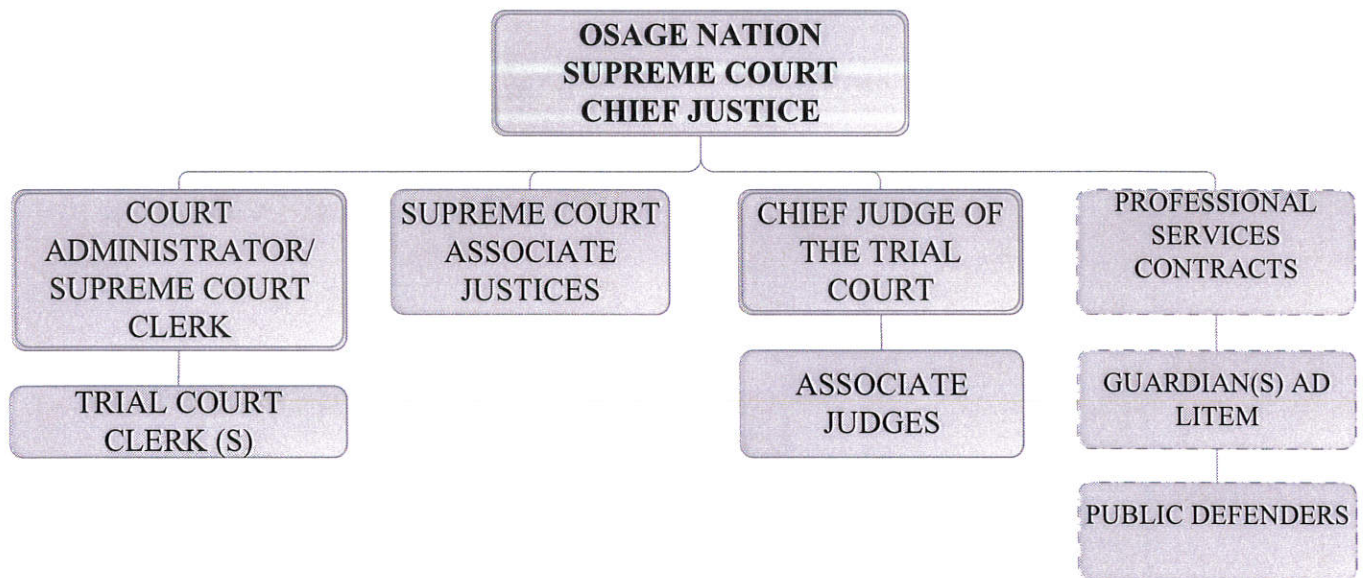 OSAGE NATION
SUPREME COURT
CHIEF JUSTICE
COURT
ADMINISTRATOR/
SUPREME COURT
CLERK
TRIAL COURT
CLERK (S)
SUPREME COURT
ASSOCIATE
JUSTICES
CHIEF JUDGE OF
THE TRIAL
COURT
ASSOCIATE
JUDGES
PROFESSIONAL
SERVICES
CONTRACTS
GUARDIAN(S) AD
LITEM
PUBLIC DEFENDERS